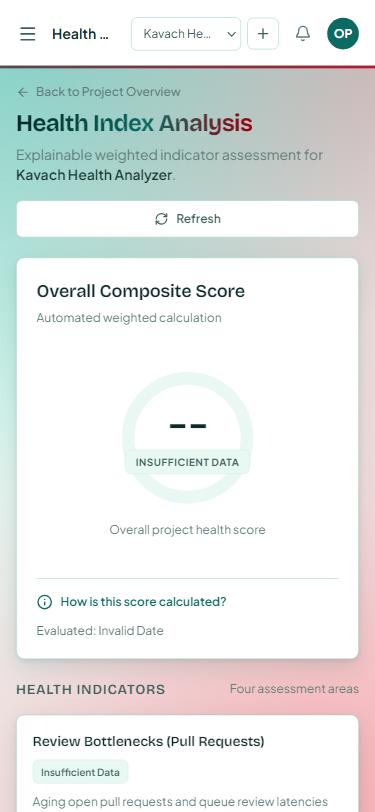 Health ...
Kavach He...
OP
Back to Project Overview
Health Index Analysis
Explainable weighted indicator assessment for
Kavach Health Analyzer.
Refresh
Overall Composite Score
Automated weighted calculation
--
INSUFFICIENT DATA
Overall project health score
How is this score calculated?
Evaluated: Invalid Date
HEALTH INDICATORS
Four assessment areas
Review Bottlenecks (Pull Requests)
Insufficient Data
Aging open pull requests and queue review latencies